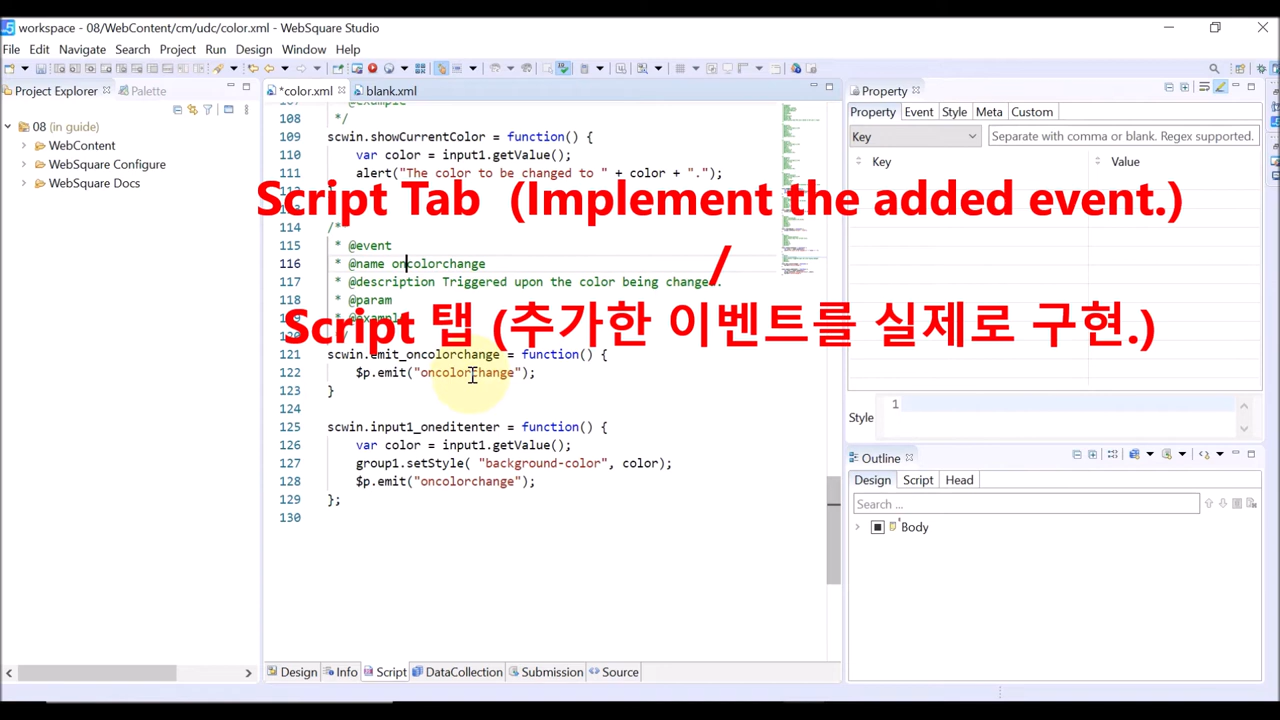 workspace - 08/WebContent/cm/udc/color.xml - WebSquare Studio
File Edit Navigate Search Project Run Design Window Help
Project Explorer Palette
08 (in guide)
WebContent
WebSquare Configure
WebSquare Docs
*color.xml blank.xml
* @example
108 */
109 scwin.showCurrentColor = function() {
110 var color = input1.getValue();
111 alert("The color to be changed to " + color + ".");
Script Tab (Implement the added event.)
/
Script 탭 (추가한 이벤트를 실제로 구현.)
114 /*
115 * @event
116 * @name oncolorchange
117 * @description Triggered upon the color being changed.
118 * @param
121 scwin.emit_oncolorchange = function() {
122 $p.emit("oncolorchange");
123 }
124
125 scwin.input1_oneditenter = function() {
126 var color = input1.getValue();
127 group1.setStyle( "background-color", color);
128 $p.emit("oncolorchange");
129 };
130
Design Info Script DataCollection Submission Source
Property
Property Event Style Meta Custom
Key Separate with comma or blank. Regex supported.
Key Value
Style 1
Outline
Design Script Head
Search ...
Body